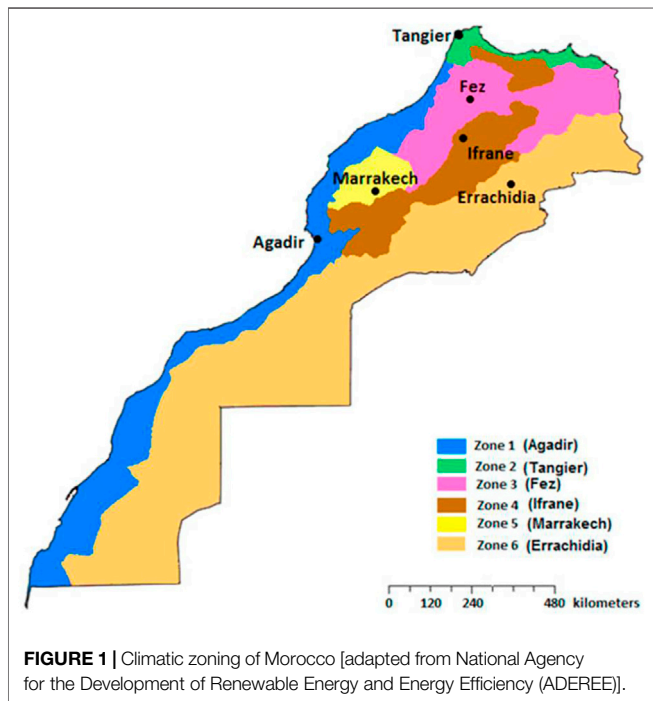 Tangier
Fez
Ifrane
Marrakech
Errachidia
Agadir
Zone 1 (Agadir)
Zone 2 (Tangier)
Zone 3 (Fez)
Zone 4 (Ifrane)
Zone 5 (Marrakech)
Zone 6 (Errachidia)
0 120 240 480 kilometers
FIGURE 1 | Climatic zoning of Morocco [adapted from National Agency
for the Development of Renewable Energy and Energy Efficiency (ADEREE)].